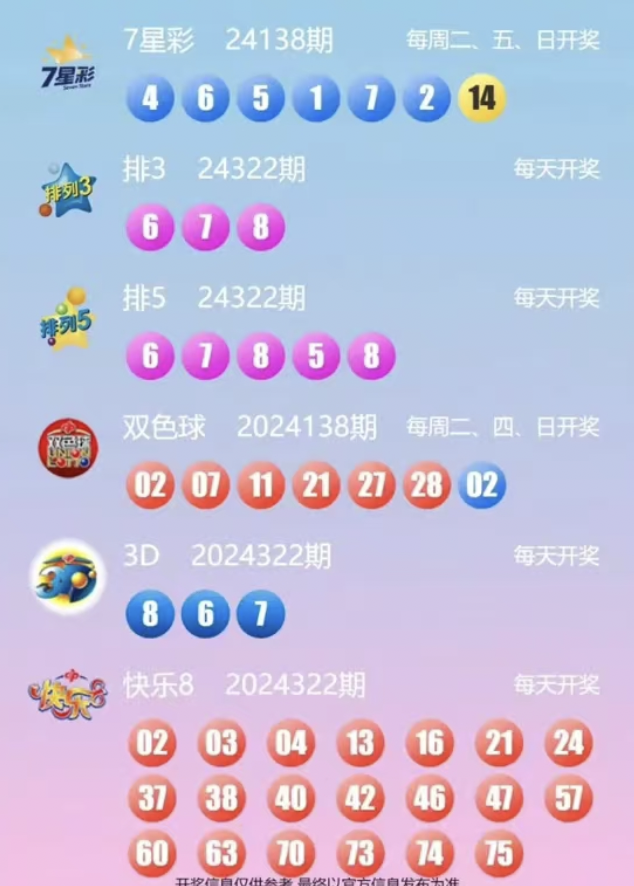 7星彩 24138期 每周二、五、日开奖
7星彩
4 6 5 1 7 2 14
排3 24322期 每天开奖
排列3
6 7 8
排5 24322期 每天开奖
排列5
6 7 8 5 8
双色球 2024138期 每周二、四、日开奖
双色球
02 07 11 21 27 28 02
3D 2024322期 每天开奖
8 6 7
快乐8 2024322期 每天开奖
快乐
02 03 04 13 16 21 24
37 38 40 42 46 47 57
60 63 70 73 74 75
开奖信息仅供参考,最终以官方信息发布为准